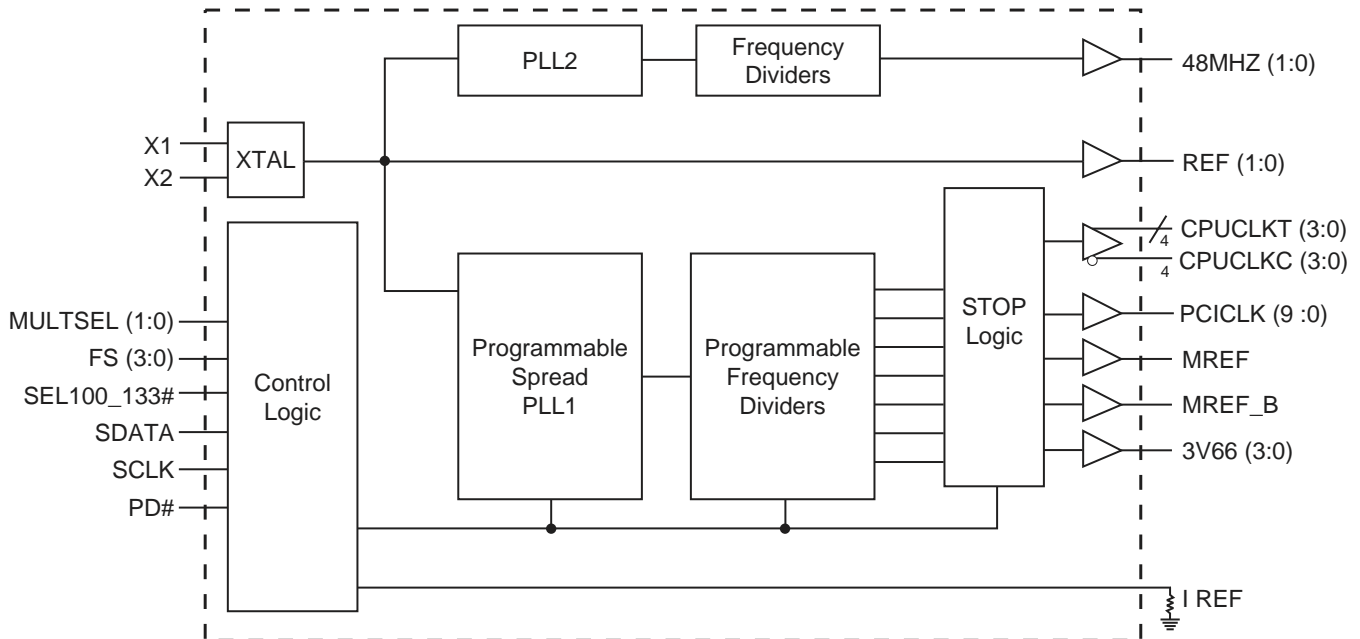 PLL2
Frequency
Dividers
48MHZ (1:0)
X1
X2
XTAL
REF (1:0)
CPUCLKT (3:0)
4
CPUCLKC (3:0)
4
MULTSEL (1:0)
FS (3:0)
SEL100_133#
SDATA
SCLK
PD#
Control
Logic
Programmable
Spread
PLL1
Programmable
Frequency
Dividers
STOP
Logic
PCICLK (9 :0)
MREF
MREF_B
3V66 (3:0)
I REF